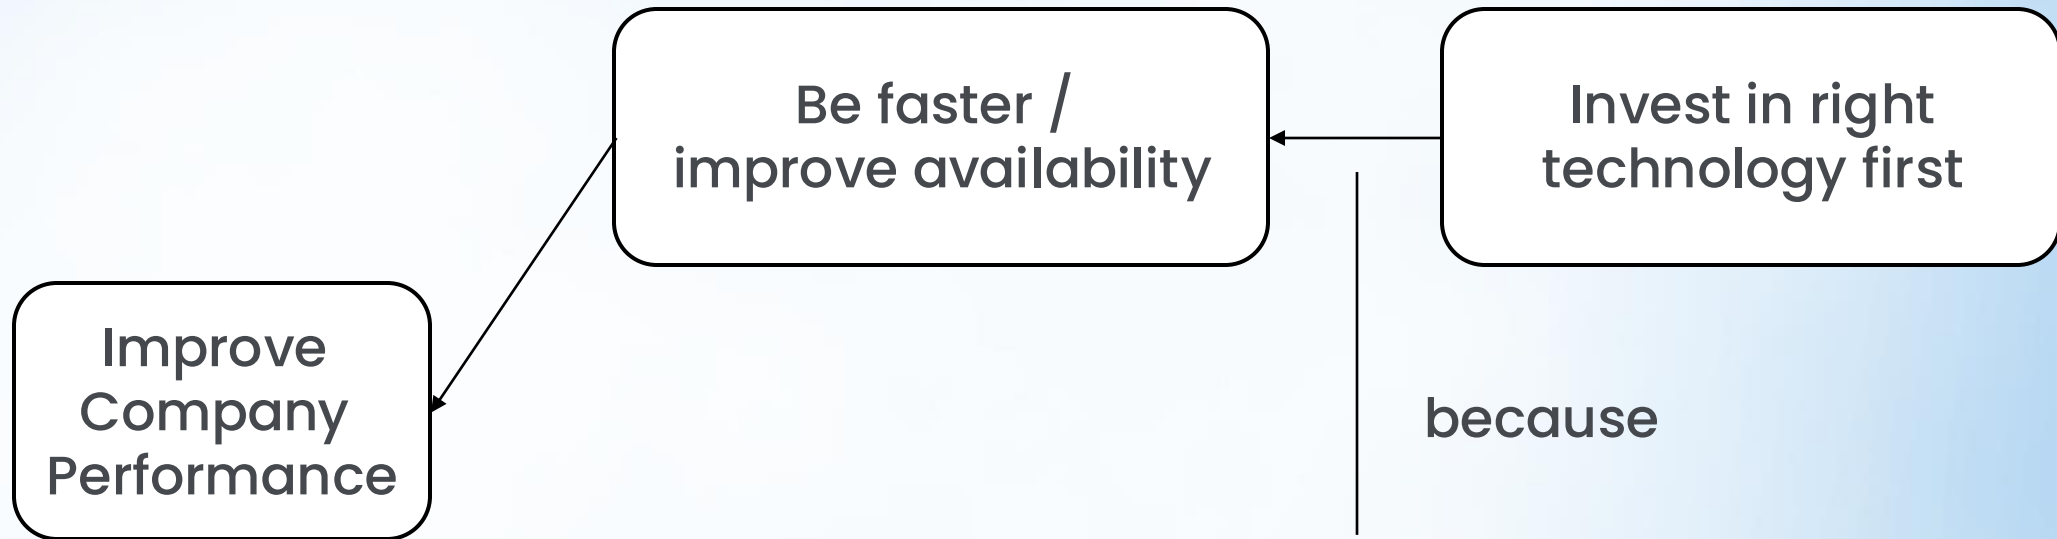 Be faster /
improve availability
Invest in right
technology first
Improve
Company
Performance
because